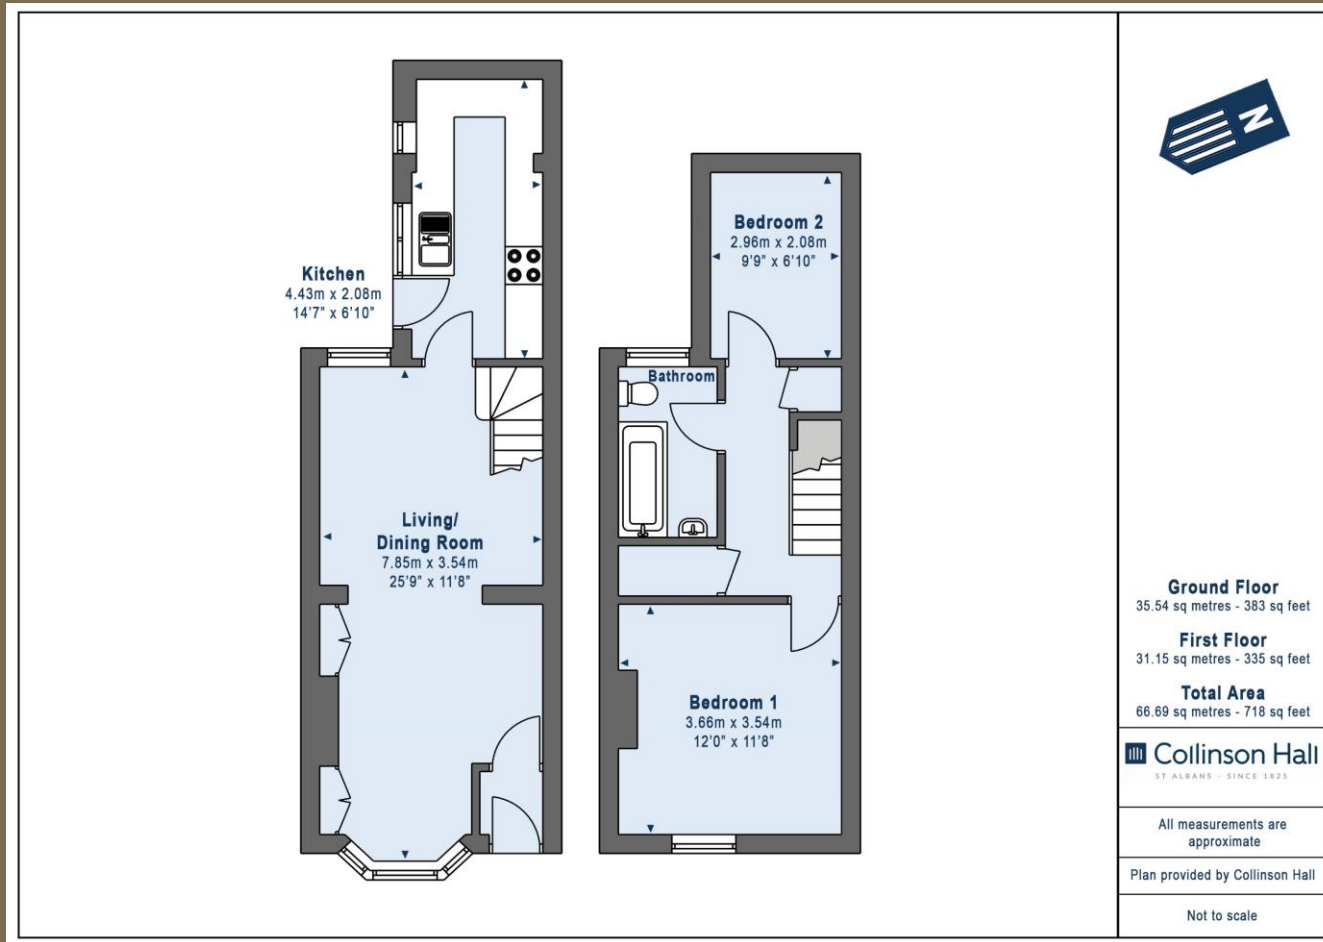 Kitchen
4.43m x 2.08m
14'7" x 6'10"
Living/
Dining Room
7.85m x 3.54m
25'9" x 11'8"
Bedroom 2
2.96m x 2.08m
9'9" x 6'10"
Bathroom
Bedroom 1
3.66m x 3.54m
12'0" x 11'8"
N
Ground Floor
35.54 sq metres - 383 sq feet
First Floor
31.15 sq metres - 335 sq feet
Total Area
66.69 sq metres - 718 sq feet
Collinson Hall
ST ALBANS - SINCE 1825
All measurements are
approximate
Plan provided by Collinson Hall
Not to scale